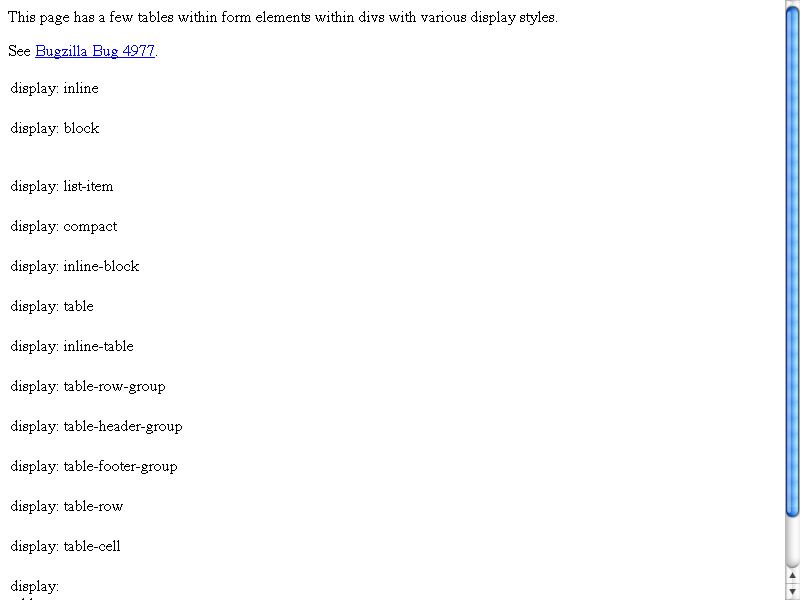 This page has a few tables within form elements within divs with various display styles.
See Bugzilla Bug 4977.
display: inline
display: block
display: list-item
display: compact
display: inline-block
display: table
display: inline-table
display: table-row-group
display: table-header-group
display: table-footer-group
display: table-row
display: table-cell
display: